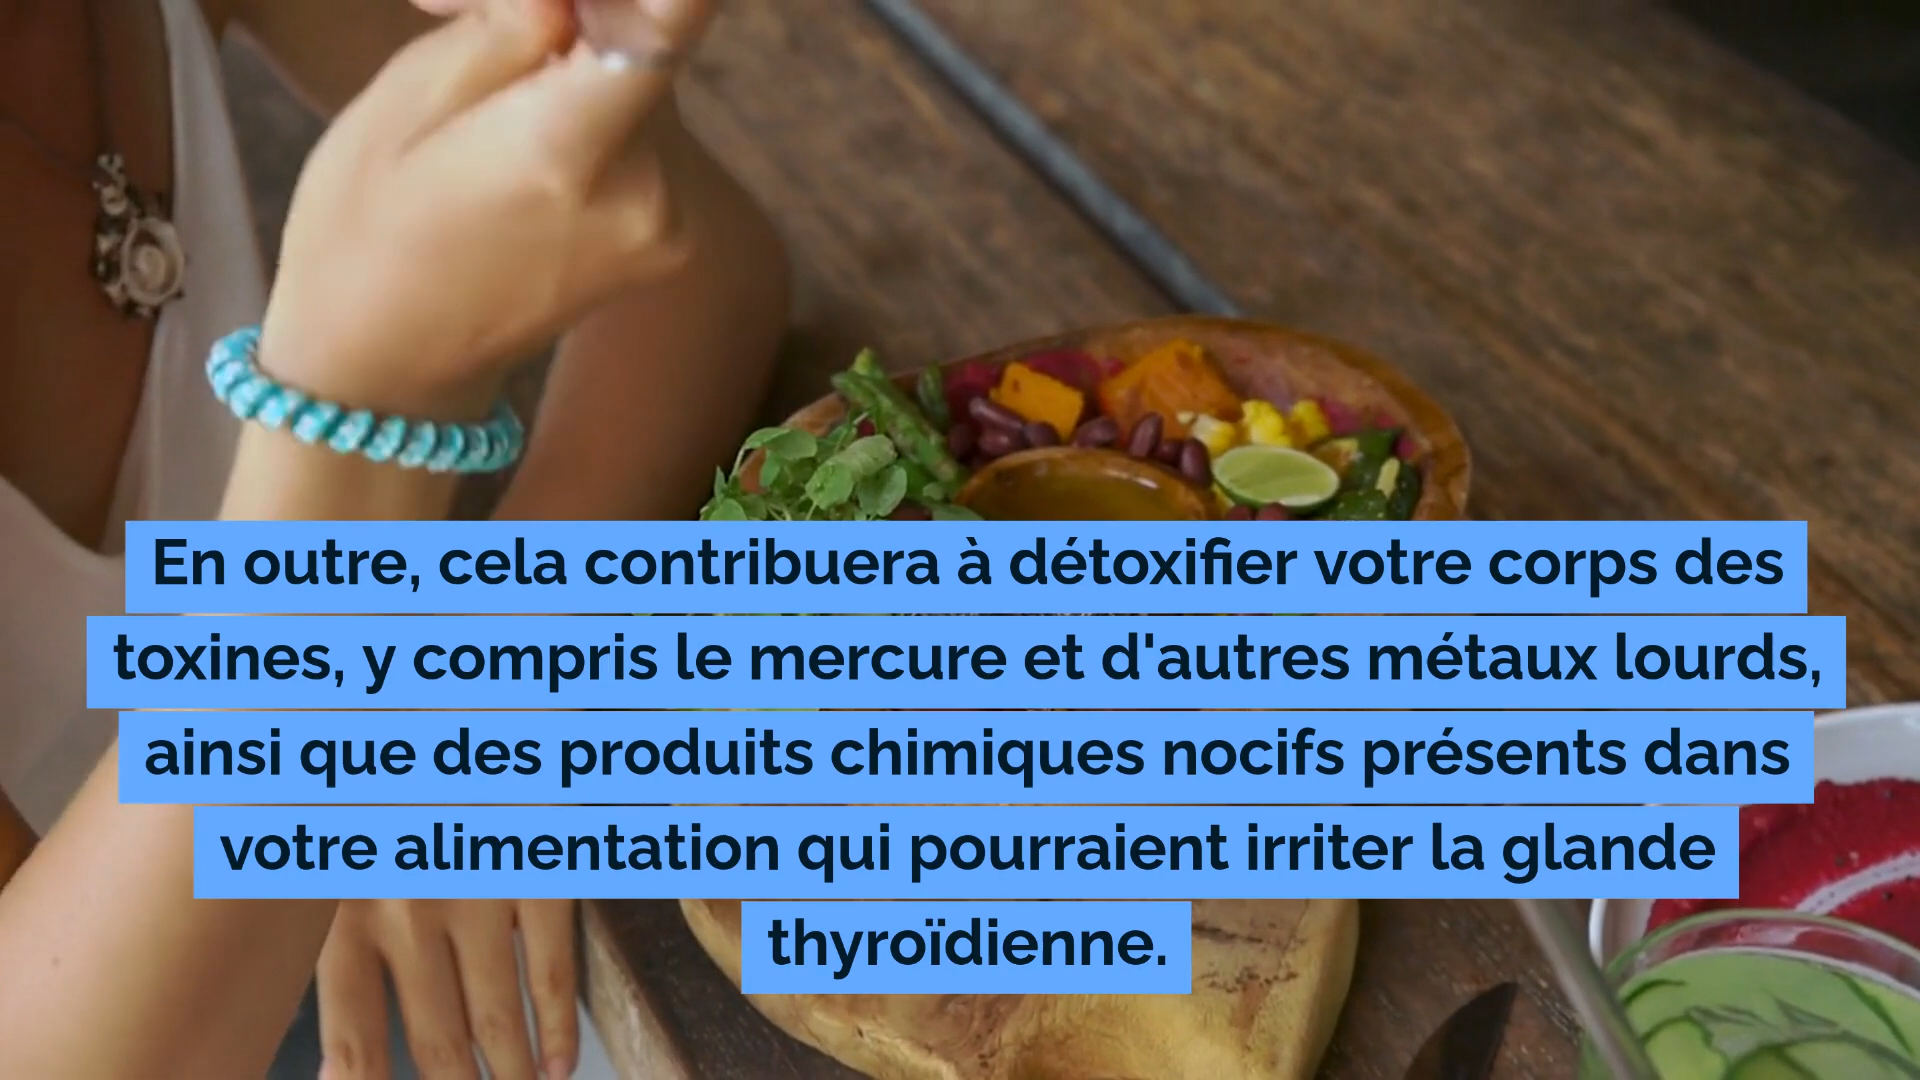 En outre, cela contribuera à détoxifier votre corps des
toxines, y compris le mercure et d'autres métaux lourds,
ainsi que des produits chimiques nocifs présents dans
votre alimentation qui pourraient irriter la glande
thyroïdienne.